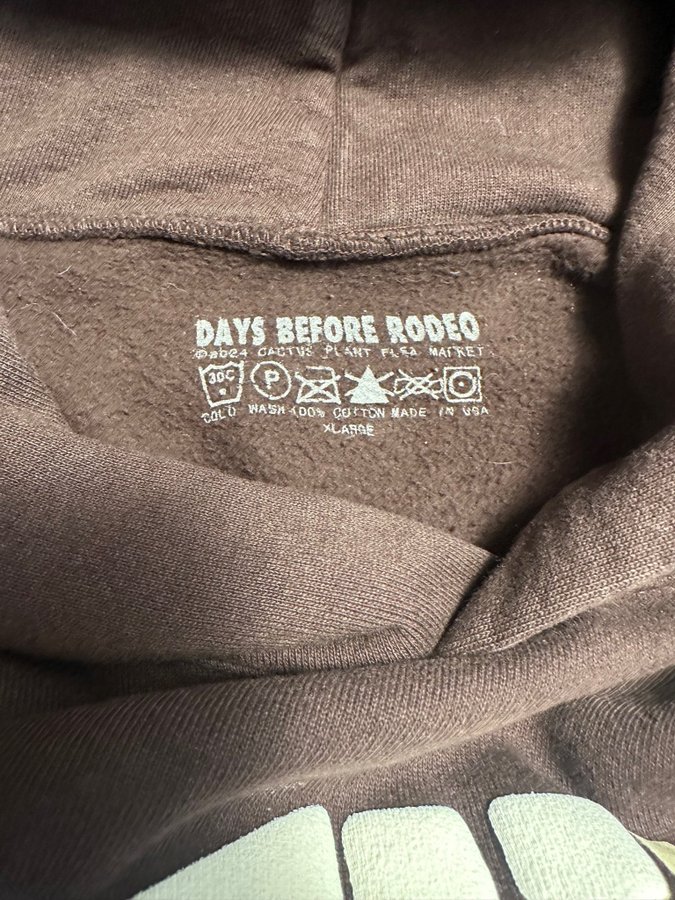 DAYS BEFORE RODEO
©2024 CACTUS PLANT FLEA MARKET
30C P
COLD WASH 100% COTTON MADE IN USA
XLARGE